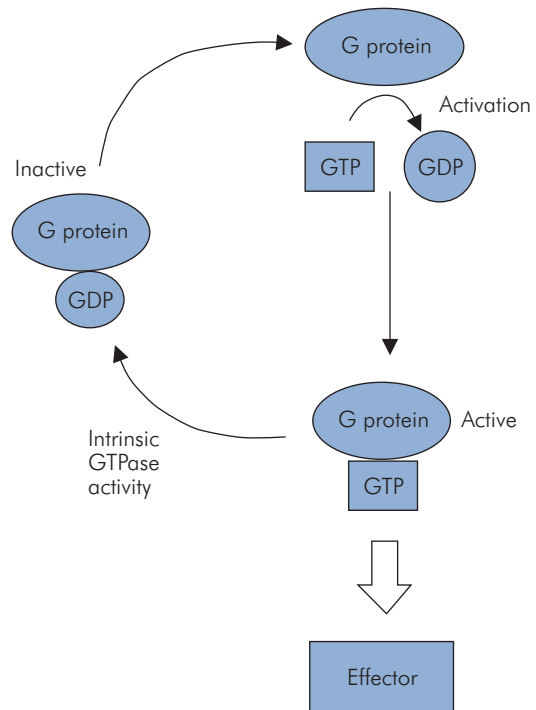 G protein
Activation
GTP
GDP
Inactive
G protein
GDP
G protein
Active
GTP
Intrinsic
GTPase
activity
Effector